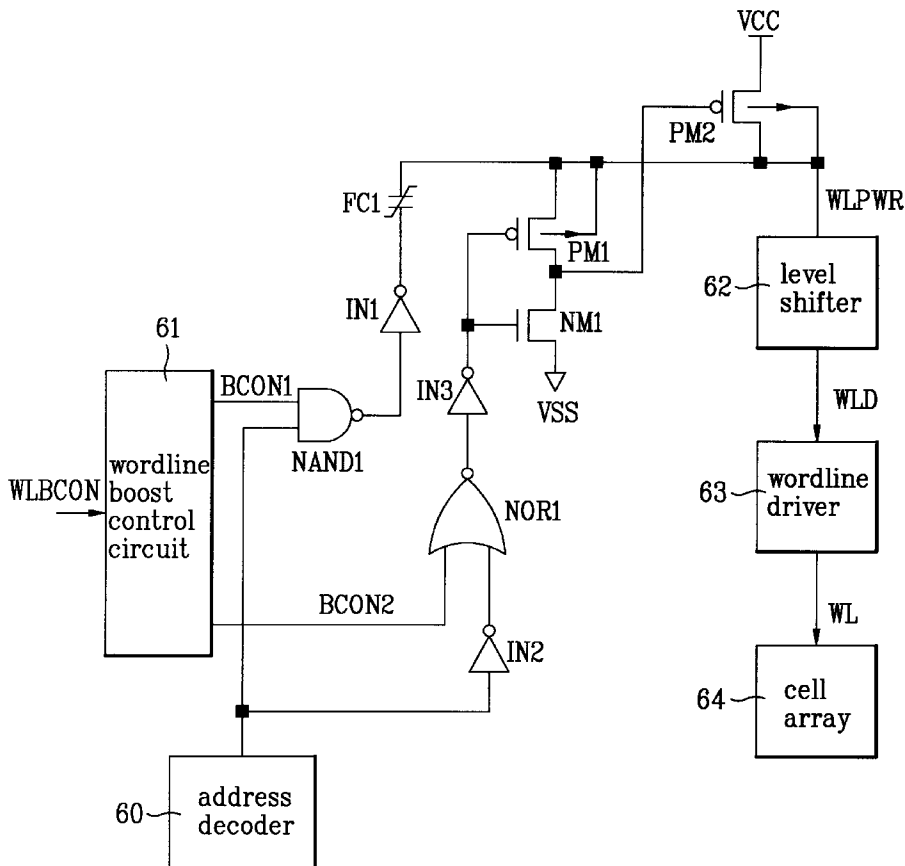 VCC
PM2
FC1
WLPWR
PM1
62
level
shifter
IN1
NM1
61
BCON1
IN3
VSS
WLD
NAND1
wordline
boost
control
circuit
WLBCON
63
wordline
driver
NOR1
BCON2
WL
IN2
64
cell
array
60
address
decoder